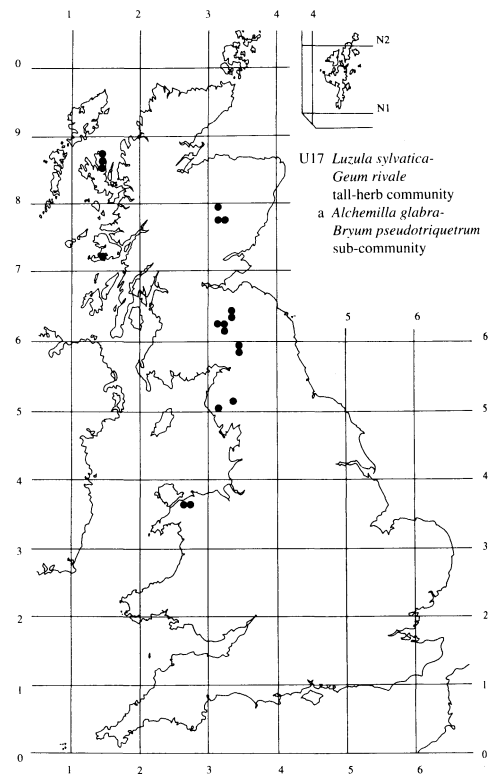 1 2 3 4 4
N2
0
N1
9
U17 Luzula sylvatica-
Geum rivale
tall-herb community
a Alchemilla glabra-
Bryum pseudotriquetrum
sub-community
8
7
5 6
6 6
5 5
4 4
3 3
2 2
1 1
0 0
1 2 3 4 5 6